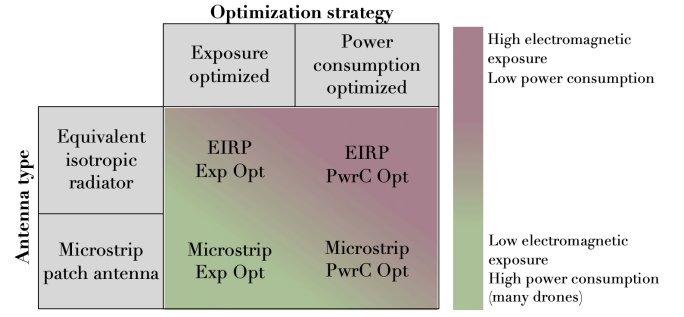 Optimization strategy
Exposure
optimized
Power
consumption
optimized
High electromagnetic
exposure
Low power consumption
Antenna type
Equivalent
isotropic
radiator
EIRP
Exp Opt
EIRP
PwrC Opt
Microstrip
patch antenna
Microstrip
Exp Opt
Microstrip
PwrC Opt
Low electromagnetic
exposure
High power consumption
(many drones)